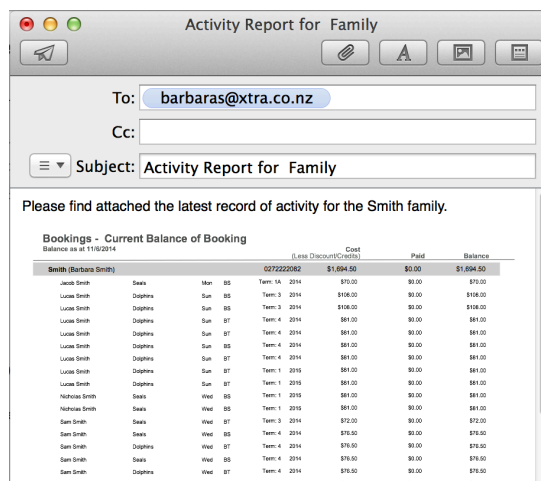 Activity Report for Family
To: barbaras@xtra.co.nz
Cc:
Subject: Activity Report for Family
Please find attached the latest record of activity for the Smith family.
Bookings - Current Balance of Booking
Balance as at 11/6/2014 Cost
(Less Discount/Credits) Paid Balance
Smith (Barbara Smith) 0272222082 $1,694.50 $0.00 $1,694.50
Jacob Smith Seals Mon BS Term: 1A 2014 $70.00 $0.00 $70.00
Lucas Smith Dolphins Sun BS Term: 3 2014 $108.00 $0.00 $108.00
Lucas Smith Dolphins Sun BS Term: 3 2014 $108.00 $0.00 $108.00
Lucas Smith Dolphins Sun BT Term: 4 2014 $81.00 $0.00 $81.00
Lucas Smith Dolphins Sun BT Term: 4 2014 $81.00 $0.00 $81.00
Lucas Smith Dolphins Sun BS Term: 4 2014 $81.00 $0.00 $81.00
Lucas Smith Dolphins Sun BT Term: 4 2014 $81.00 $0.00 $81.00
Lucas Smith Dolphins Sun BT Term: 1 2015 $81.00 $0.00 $81.00
Lucas Smith Dolphins Sun BT Term: 1 2015 $81.00 $0.00 $81.00
Nicholas Smith Seals Wed BS Term: 1 2015 $81.00 $0.00 $81.00
Nicholas Smith Seals Wed BS Term: 1 2015 $81.00 $0.00 $81.00
Sam Smith Seals Wed BT Term: 3 2014 $72.00 $0.00 $72.00
Sam Smith Seals Wed BS Term: 4 2014 $76.50 $0.00 $76.50
Sam Smith Dolphins Wed BT Term: 4 2014 $76.50 $0.00 $76.50
Sam Smith Seals Wed BS Term: 4 2014 $76.50 $0.00 $76.50
Sam Smith Dolphins Wed BT Term: 4 2014 $76.50 $0.00 $76.50